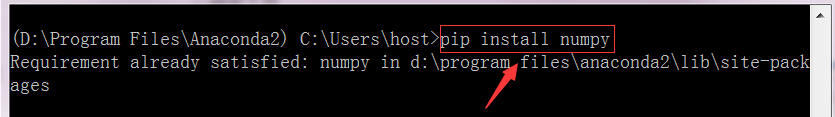 (D:\Program Files\Anaconda2) C:\Users\host>pip install numpy
Requirement already satisfied: numpy in d:\program files\anaconda2\lib\site-pack
ages